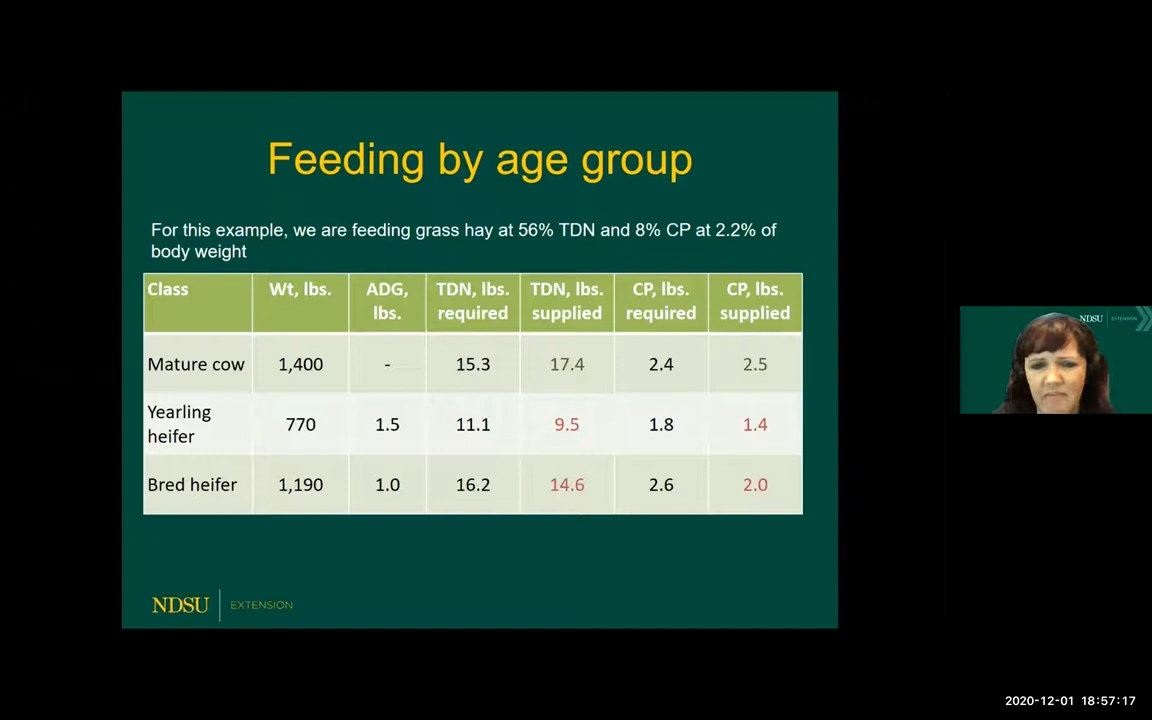 Feeding by age group
For this example, we are feeding grass hay at 56% TDN and 8% CP at 2.2% of
body weight
Class Wt, lbs. ADG, lbs. TDN, lbs. required TDN, lbs. supplied CP, lbs. required CP, lbs. supplied
Mature cow 1,400 - 15.3 17.4 2.4 2.5
Yearling heifer 770 1.5 11.1 9.5 1.8 1.4
Bred heifer 1,190 1.0 16.2 14.6 2.6 2.0
NDSU EXTENSION
NDSU EXTENSION
2020-12-01 18:57:17